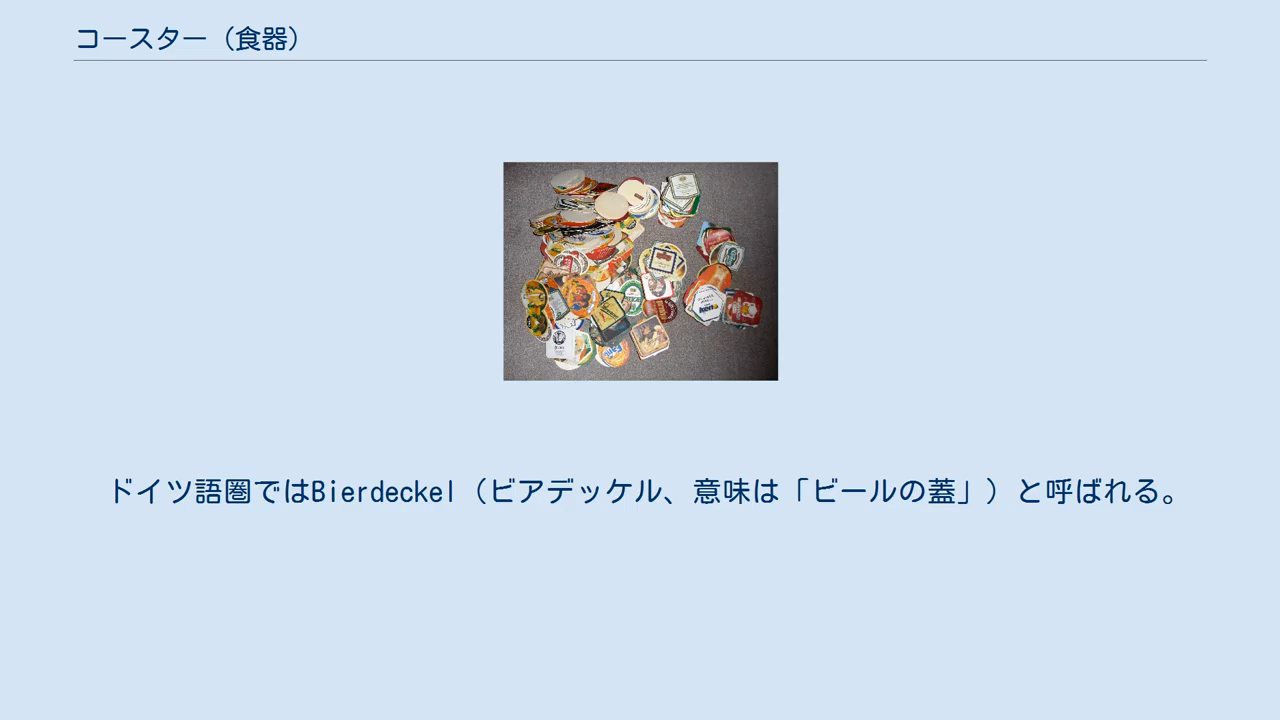 コースター（食器）
ドイツ語圏ではBierdeckel（ビアデッケル、意味は「ビールの蓋」）と呼ばれる。